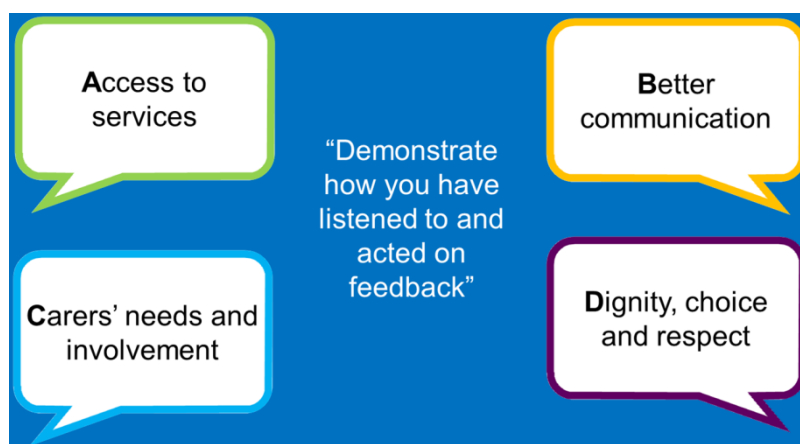 Access to
services
Better
communication
“Demonstrate
how you have
listened to and
acted on
feedback”
Carers’ needs and
involvement
Dignity, choice
and respect